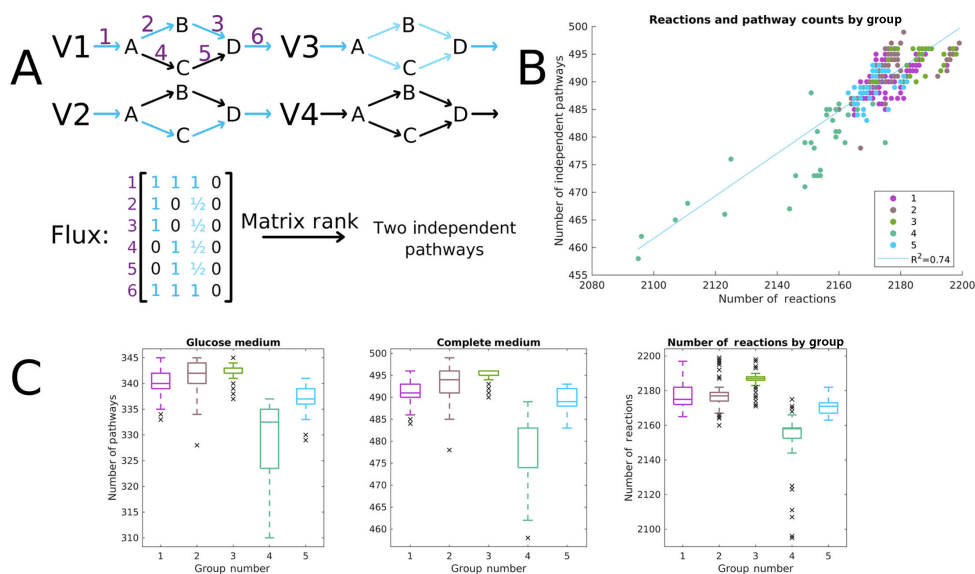 A
V1 1 A 2 B 3 D 6 4 C 5
V3 A B C D
V2 A B C D
V4 A B C D
Flux:
1 1 1 1 0
2 1 0 ½ 0
3 1 0 ½ 0
4 0 1 ½ 0
5 0 1 ½ 0
6 1 1 1 0
Matrix rank
Two independent
pathways
B
Reactions and pathway counts by group
Number of independent pathways
500
495
490
485
480
475
470
465
460
455
2080 2100 2120 2140 2160 2180 2200
Number of reactions
1
2
3
4
5
R²=0.74
C
Glucose medium
Number of pathways
345
340
335
330
325
320
315
310
1 2 3 4 5
Group number
Complete medium
500
495
490
485
480
475
470
465
460
1 2 3 4 5
Group number
Number of reactions by group
Number of reactions
2200
2180
2160
2140
2120
2100
1 2 3 4 5
Group number